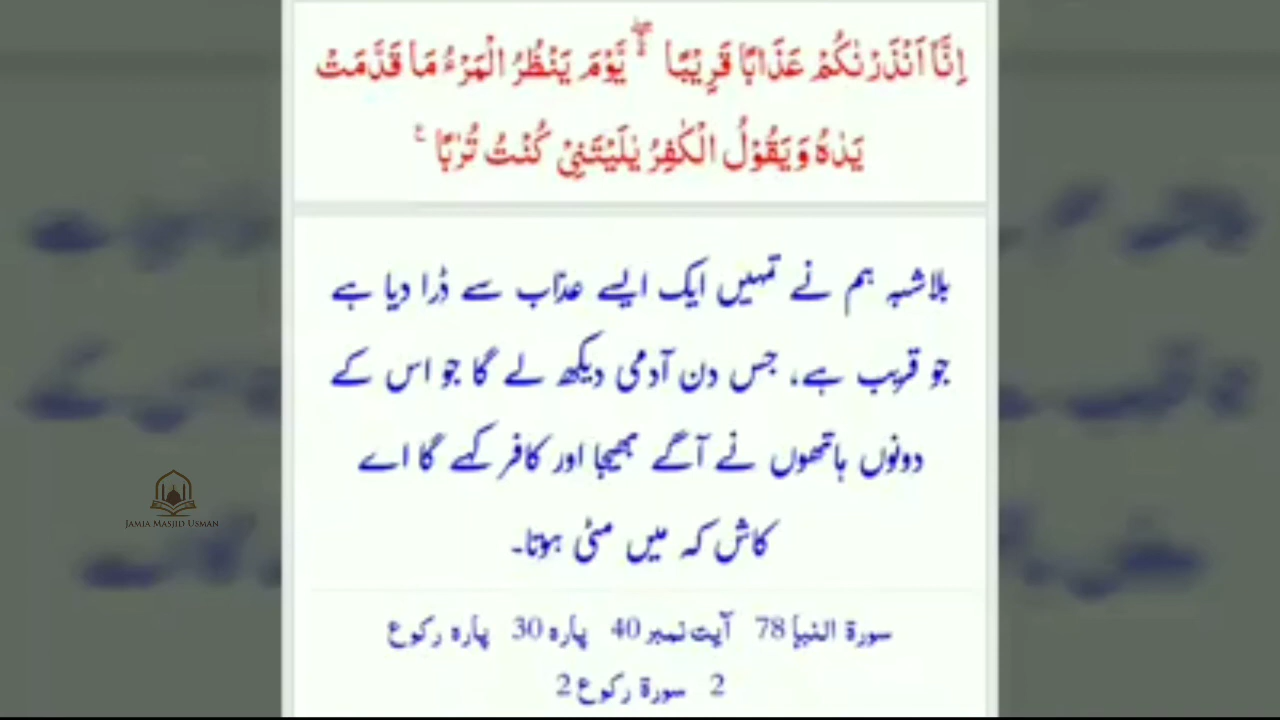 اِنَّاۤ اَنْذَرْنٰكُمْ عَذَابًا قَرِيْبًا ۖۚ يَّوْمَ يَنْظُرُ الْمَرْءُ مَا قَدَّمَتْ
يَدٰهُ وَيَقُوْلُ الْكٰفِرُ يٰلَيْتَنِيْ كُنْتُ تُرٰبًا ۧ
بلاشبہ ہم نے تمہیں ایک ایسے عذاب سے ڈرا دیا ہے
جو قریب ہے، جس دن آدمی دیکھ لے گا جو اس کے
دونوں ہاتھوں نے آگے بھیجا اور کافر کہے گا اے
کاش کہ میں مٹی ہوتا۔
سورۃ النبإ 78 آیت نمبر 40 پارہ 30 پارہ رکوع
2 سورۃ رکوع 2
JAMIA MASJID USMAN